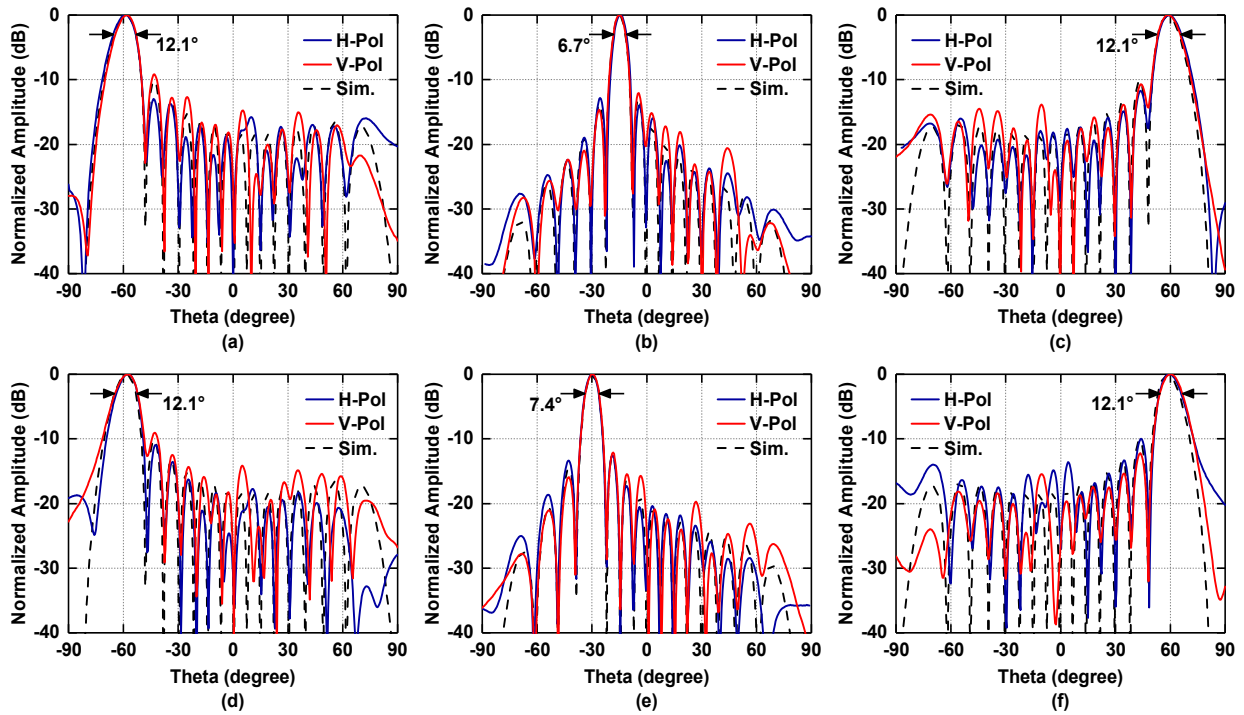 Normalized Amplitude (dB)
0
-10
-20
-30
-40
12.1°
H-Pol
V-Pol
Sim.
-90 -60 -30 0 30 60 90
Theta (degree)
(a)
Normalized Amplitude (dB)
0
-10
-20
-30
-40
6.7°
H-Pol
V-Pol
Sim.
-90 -60 -30 0 30 60 90
Theta (degree)
(b)
Normalized Amplitude (dB)
0
-10
-20
-30
-40
12.1°
H-Pol
V-Pol
Sim.
-90 -60 -30 0 30 60 90
Theta (degree)
(c)
Normalized Amplitude (dB)
0
-10
-20
-30
-40
12.1°
H-Pol
V-Pol
Sim.
-90 -60 -30 0 30 60 90
Theta (degree)
(d)
Normalized Amplitude (dB)
0
-10
-20
-30
-40
7.4°
H-Pol
V-Pol
Sim.
-90 -60 -30 0 30 60 90
Theta (degree)
(e)
Normalized Amplitude (dB)
0
-10
-20
-30
-40
12.1°
H-Pol
V-Pol
Sim.
-90 -60 -30 0 30 60 90
Theta (degree)
(f)